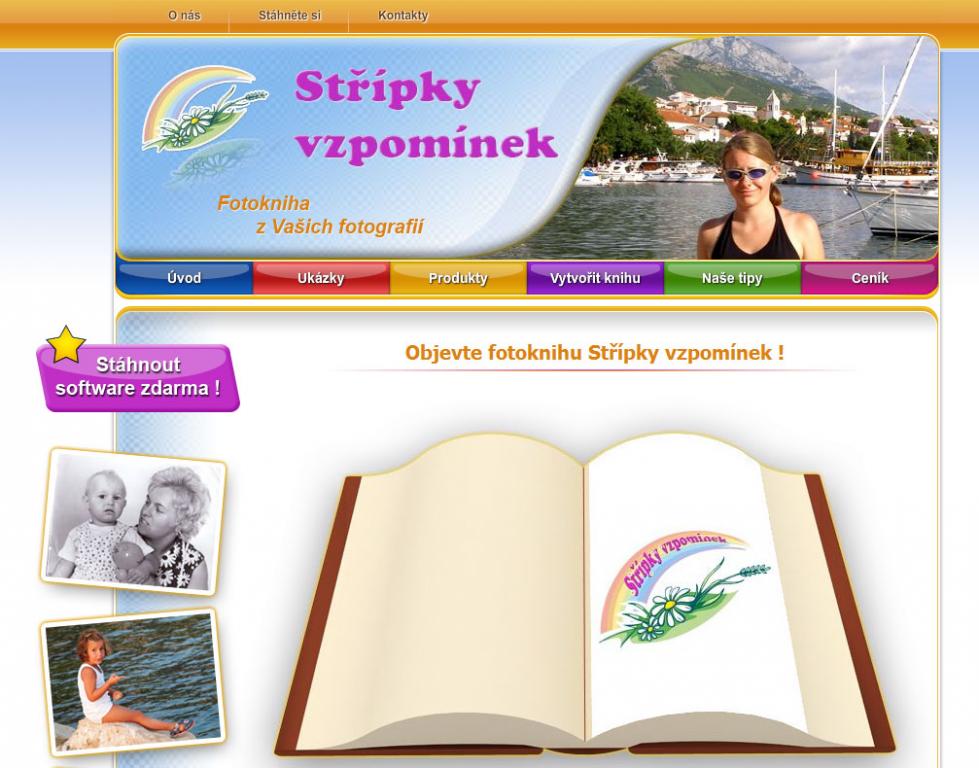 O nás
Stáhněte si
Kontakty
Střípky
vzpomínek
Fotokniha
z Vašich fotografií
Úvod
Ukázky
Produkty
Vytvořit knihu
Naše tipy
Ceník
Stáhnout
software zdarma !
Objevte fotoknihu Střípky vzpomínek !
Střípky vzpomínek